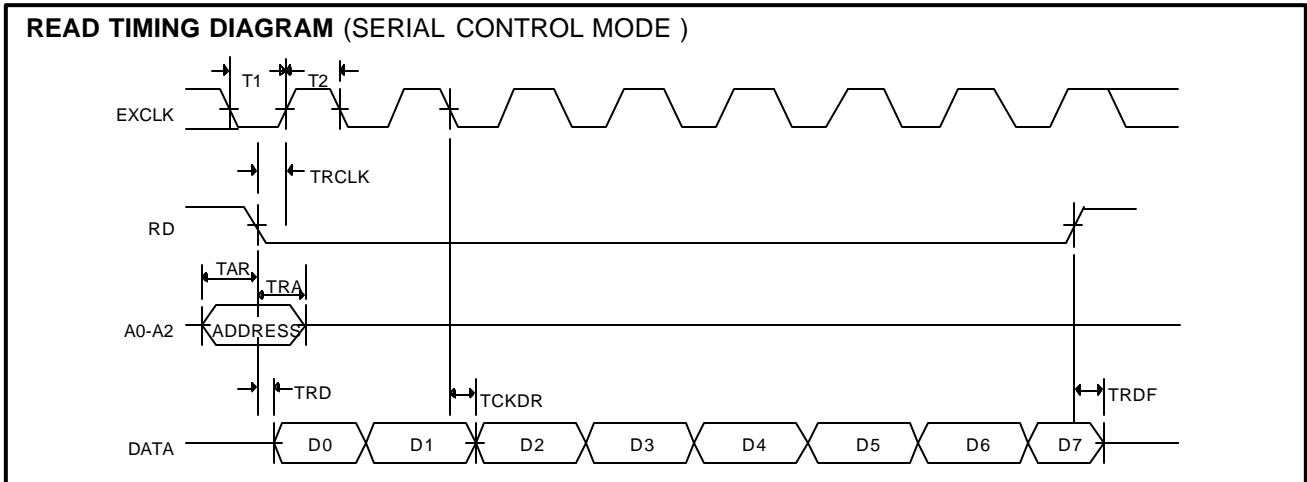 READ TIMING DIAGRAM (SERIAL CONTROL MODE )
T1 T2
EXCLK
TRCLK
RD
TAR
TRA
A0-A2 ADDRESS
TRD TCKDR TRDF
DATA D0 D1 D2 D3 D4 D5 D6 D7